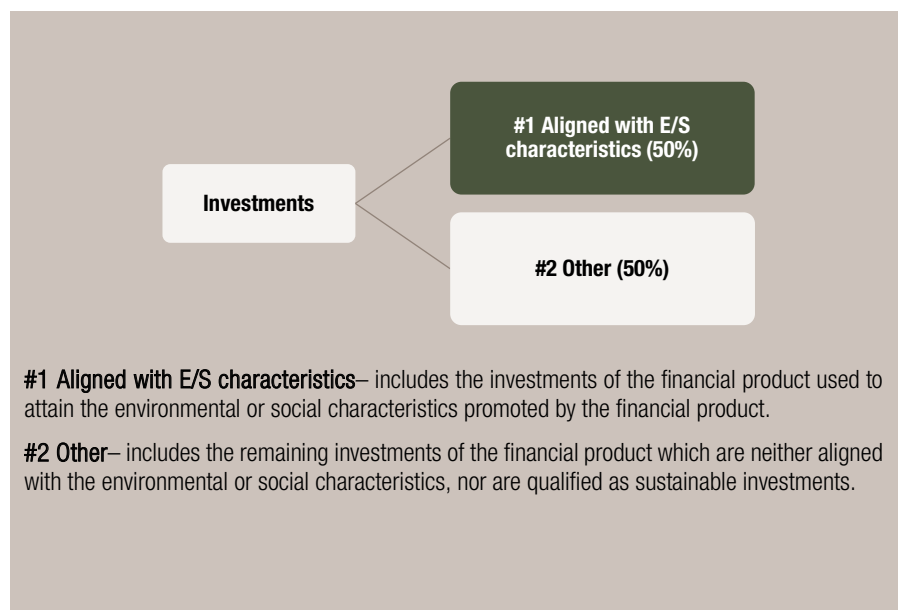 #1 Aligned with E/S
characteristics (50%)
Investments
#2 Other (50%)
#1 Aligned with E/S characteristics– includes the investments of the financial product used to
attain the environmental or social characteristics promoted by the financial product.
#2 Other– includes the remaining investments of the financial product which are neither aligned
with the environmental or social characteristics, nor are qualified as sustainable investments.